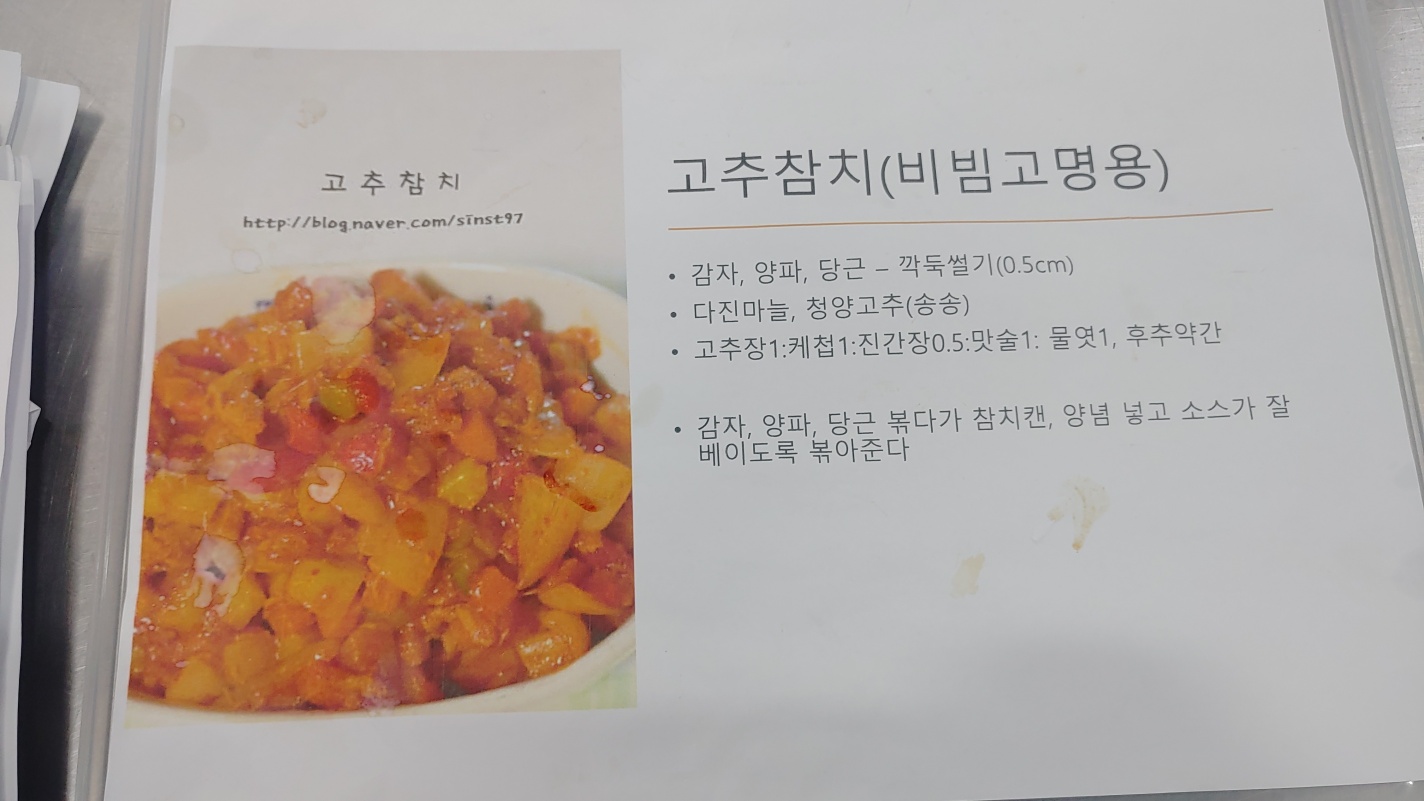 고추참치
http://blog.naver.com/sinst97
고추참치(비빔고명용)
• 감자, 양파, 당근 – 깍둑썰기(0.5cm)
• 다진마늘, 청양고추(송송)
• 고추장1:케첩1:진간장0.5:맛술1: 물엿1, 후추약간
• 감자, 양파, 당근 볶다가 참치캔, 양념 넣고 소스가 잘
베이도록 볶아준다